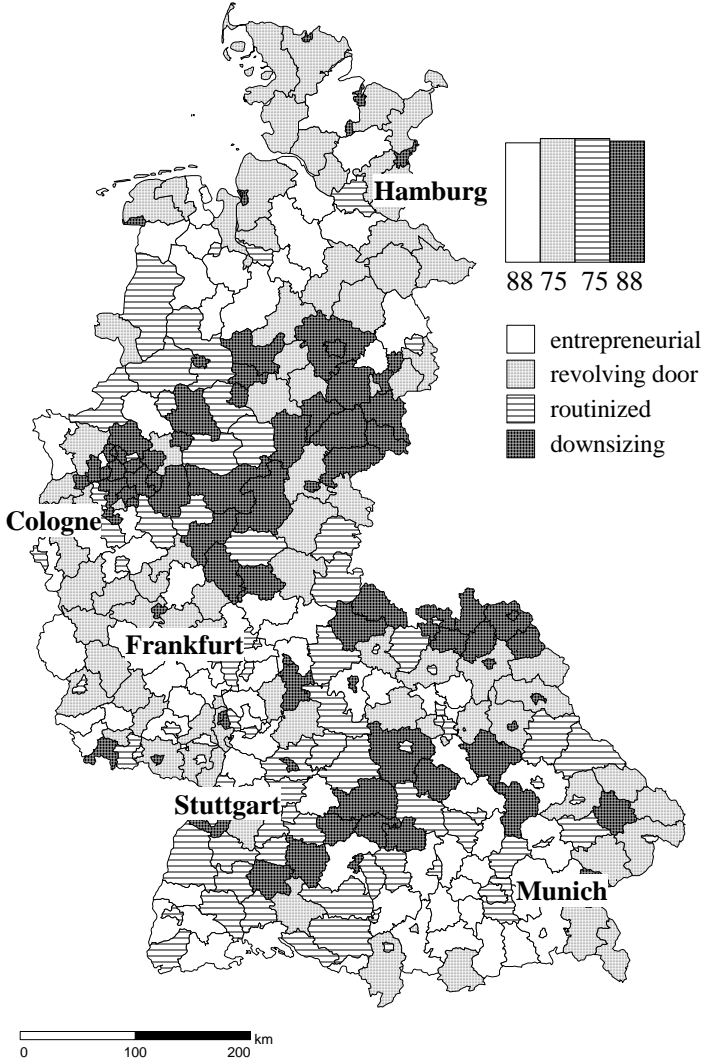 Hamburg
88 75 75 88
entrepreneurial
revolving door
routinized
downsizing
Cologne
Frankfurt
Stuttgart
Munich
km
0 100 200